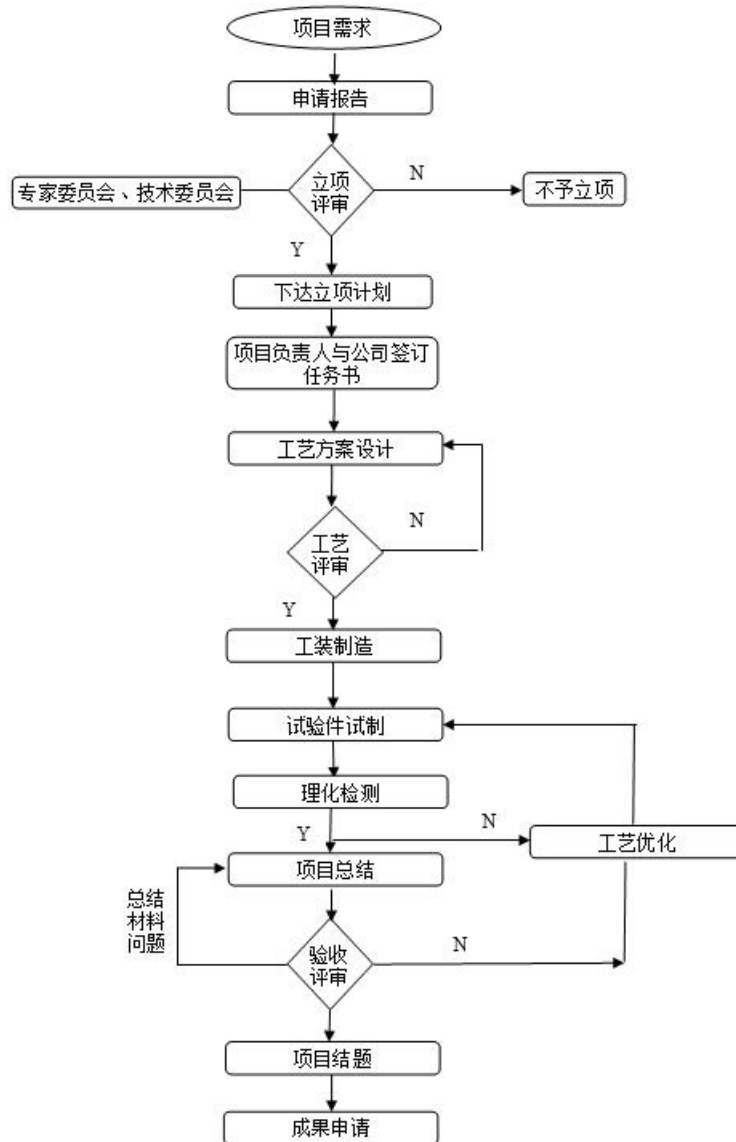 项目需求
申请报告
专家委员会、技术委员会
立项
评审
N
不予立项
Y
下达立项计划
项目负责人与公司签订
任务书
工艺方案设计
工艺
评审
N
Y
工装制造
试验件试制
理化检测
Y
N
工艺优化
项目总结
总结
材料
问题
验收
评审
N
项目结题
成果申请